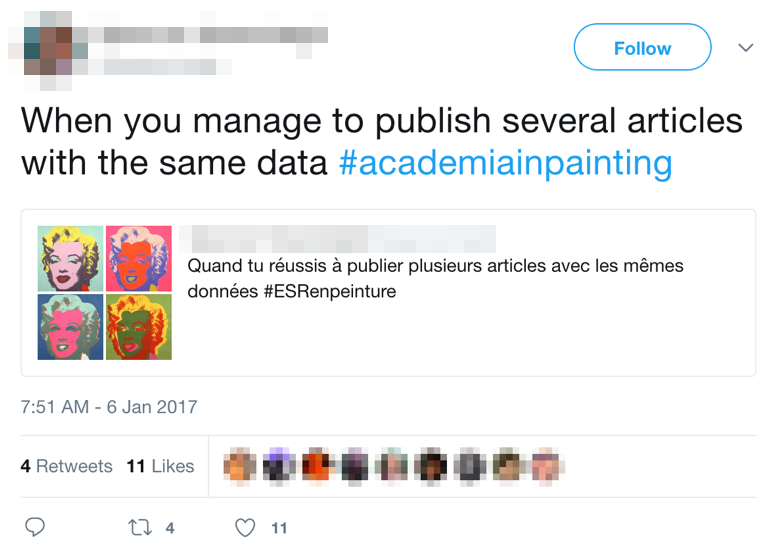 Follow
When you manage to publish several articles
with the same data #academiainpainting
Quand tu réussis à publier plusieurs articles avec les mêmes
données #ESRenpeinture
7:51 AM - 6 Jan 2017
4 Retweets 11 Likes
4 11